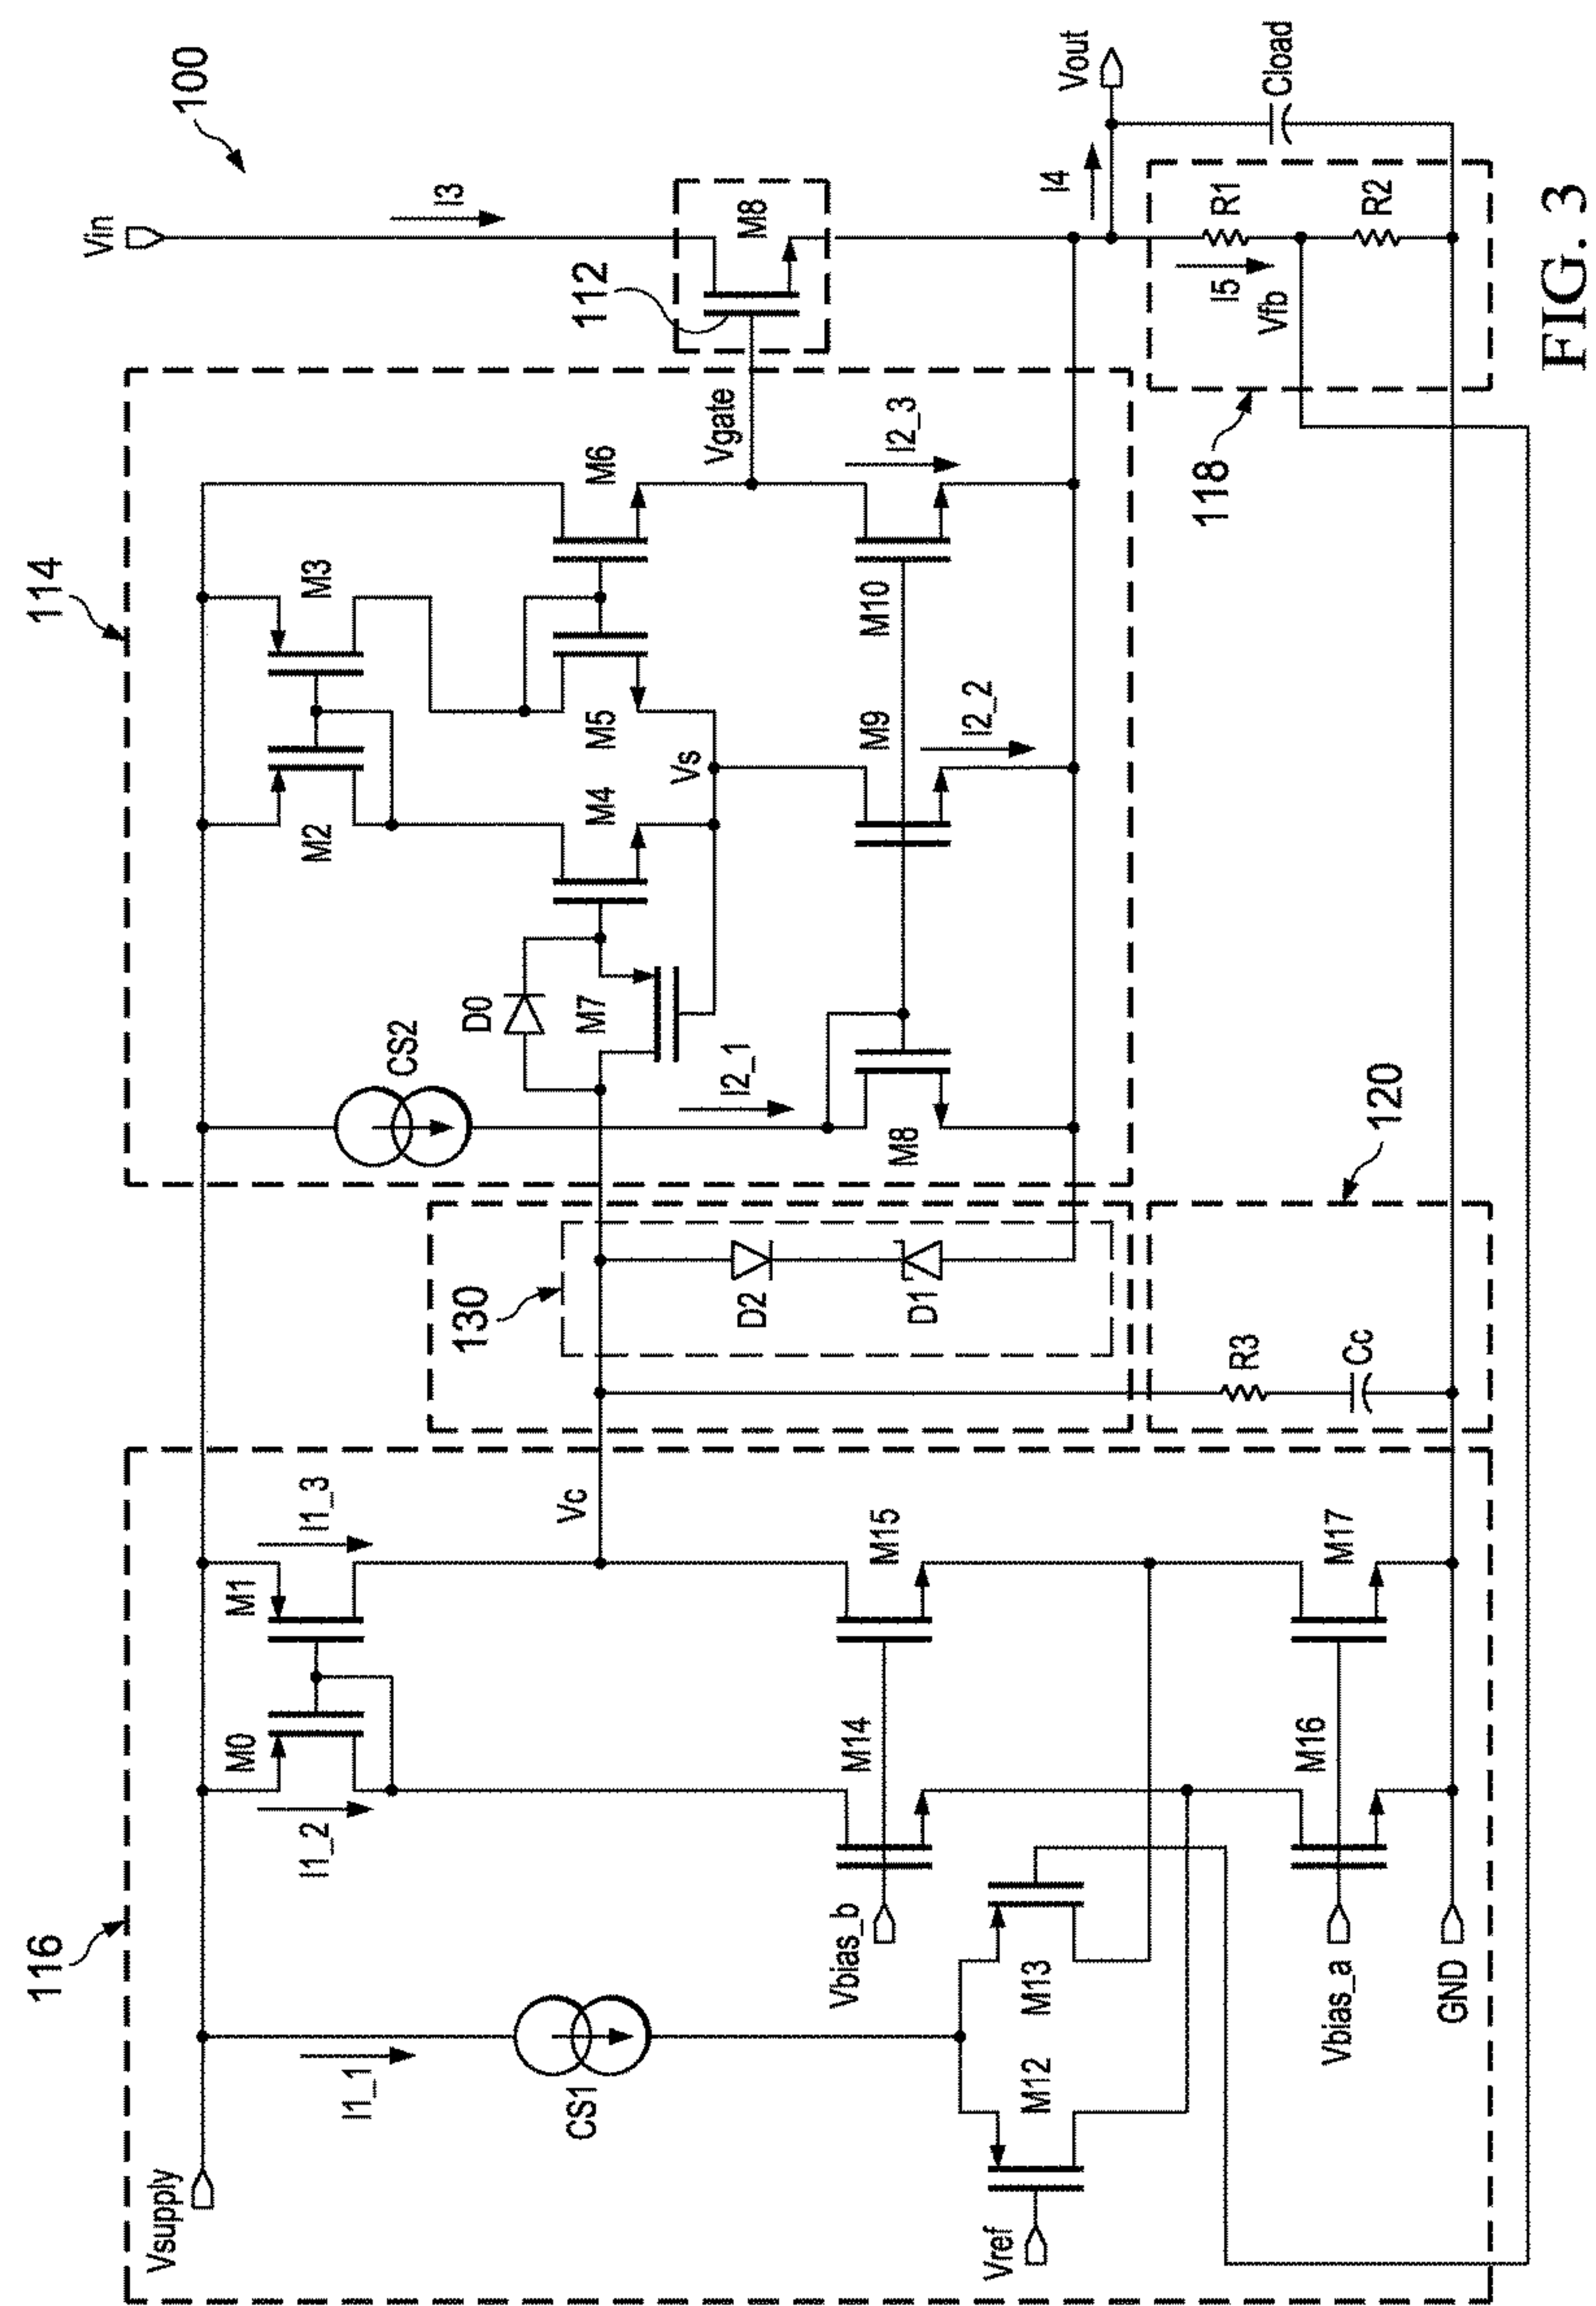 100
Vin
I3
M8
112
I4
Vout
Cload
R1
R2
I5
Vfb
118
114
M3
M6
Vgate
I2_3
M10
M2
M5
M4
Vs
M9
I2_2
D0
M7
CS2
I2_1
M8
130
D2
D1
120
R3
Cc
116
M1
I1_3
Vc
M15
M17
M0
I1_2
M14
M16
Vbias_b
M13
Vbias_a
GND
I1_1
CS1
M12
Vsupply
Vref
FIG. 3